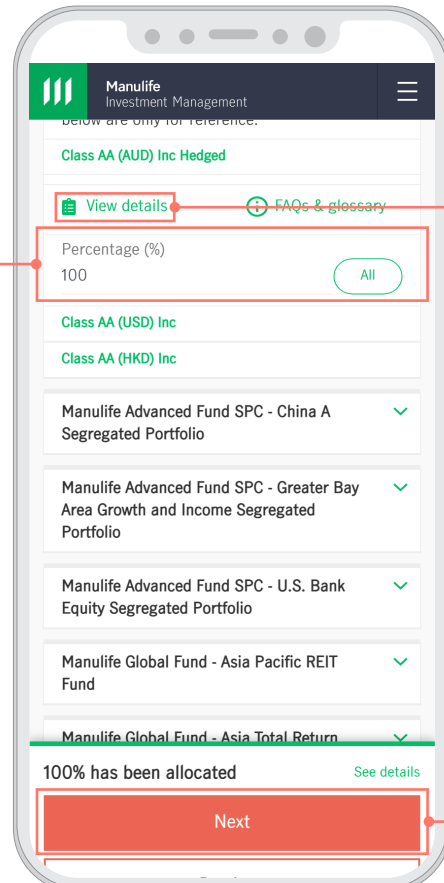 Manulife
Investment Management
below are only for reference.
Class AA (AUD) Inc Hedged
View details
FAQs & glossary
Percentage (%)
100
All
Class AA (USD) Inc
Class AA (HKD) Inc
Manulife Advanced Fund SPC - China A
Segregated Portfolio
Manulife Advanced Fund SPC - Greater Bay
Area Growth and Income Segregated
Portfolio
Manulife Advanced Fund SPC - U.S. Bank
Equity Segregated Portfolio
Manulife Global Fund - Asia Pacific REIT
Fund
Manulife Global Fund - Asia Total Return
100% has been allocated
See details
Next